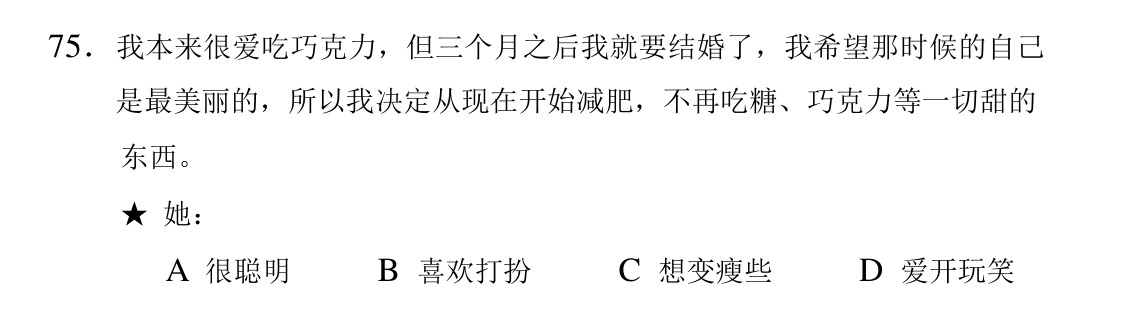 75. 我本来很爱吃巧克力，但三个月之后我就要结婚了，我希望那时候的自己
是最美丽的，所以我决定从现在开始减肥，不再吃糖、巧克力等一切甜的
东西。
★ 她：
A 很聪明 B 喜欢打扮 C 想变瘦些 D 爱开玩笑